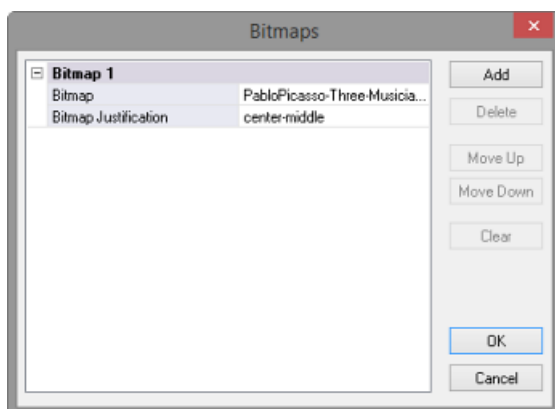 Bitmaps
Bitmap 1
Bitmap PabloPicasso-Three-Musicia...
Bitmap Justification center-middle
Add
Delete
Move Up
Move Down
Clear
OK
Cancel